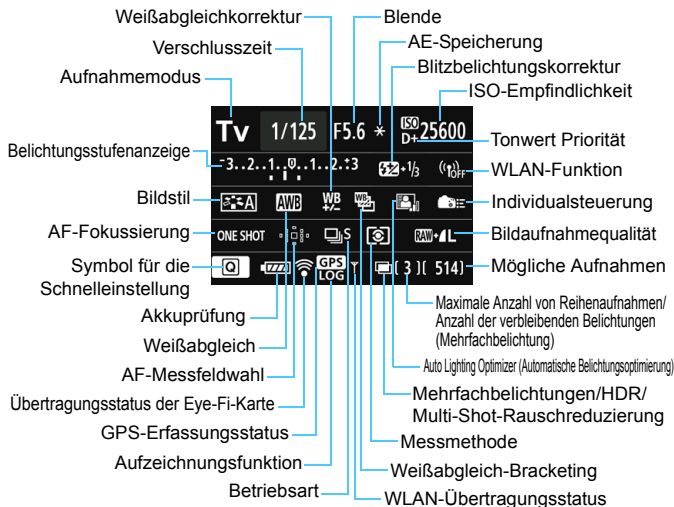 Weißabgleichkorrektur
Blende
Verschlusszeit
AE-Speicherung
Aufnahmemodus
Blitzbelichtungskorrektur
ISO-Empfindlichkeit
Tv 1/125 F5.6 * ISO D+ 25600
Tonwert Priorität
Belichtungsstufenanzeige
-3..2..1..0..1..2.+3 +1/3 OFF
WLAN-Funktion
Bildstil
A AWB WB +/- WB
Individualsteuerung
AF-Fokussierung
ONE SHOT S RAW+L
Bildaufnahmequalität
Symbol für die
Schnelleinstellung
Q GPS LOG [ 3 ][ 514]
Mögliche Aufnahmen
Akkuprüfung
Maximale Anzahl von Reihenaufnahmen/
Anzahl der verbleibenden Belichtungen
(Mehrfachbelichtung)
Weißabgleich
Auto Lighting Optimizer (Automatische Belichtungsoptimierung)
AF-Messfeldwahl
Mehrfachbelichtungen/HDR/
Multi-Shot-Rauschreduzierung
Übertragungsstatus der Eye-Fi-Karte
GPS-Erfassungsstatus
Messmethode
Aufzeichnungsfunktion
Weißabgleich-Bracketing
Betriebsart
WLAN-Übertragungsstatus